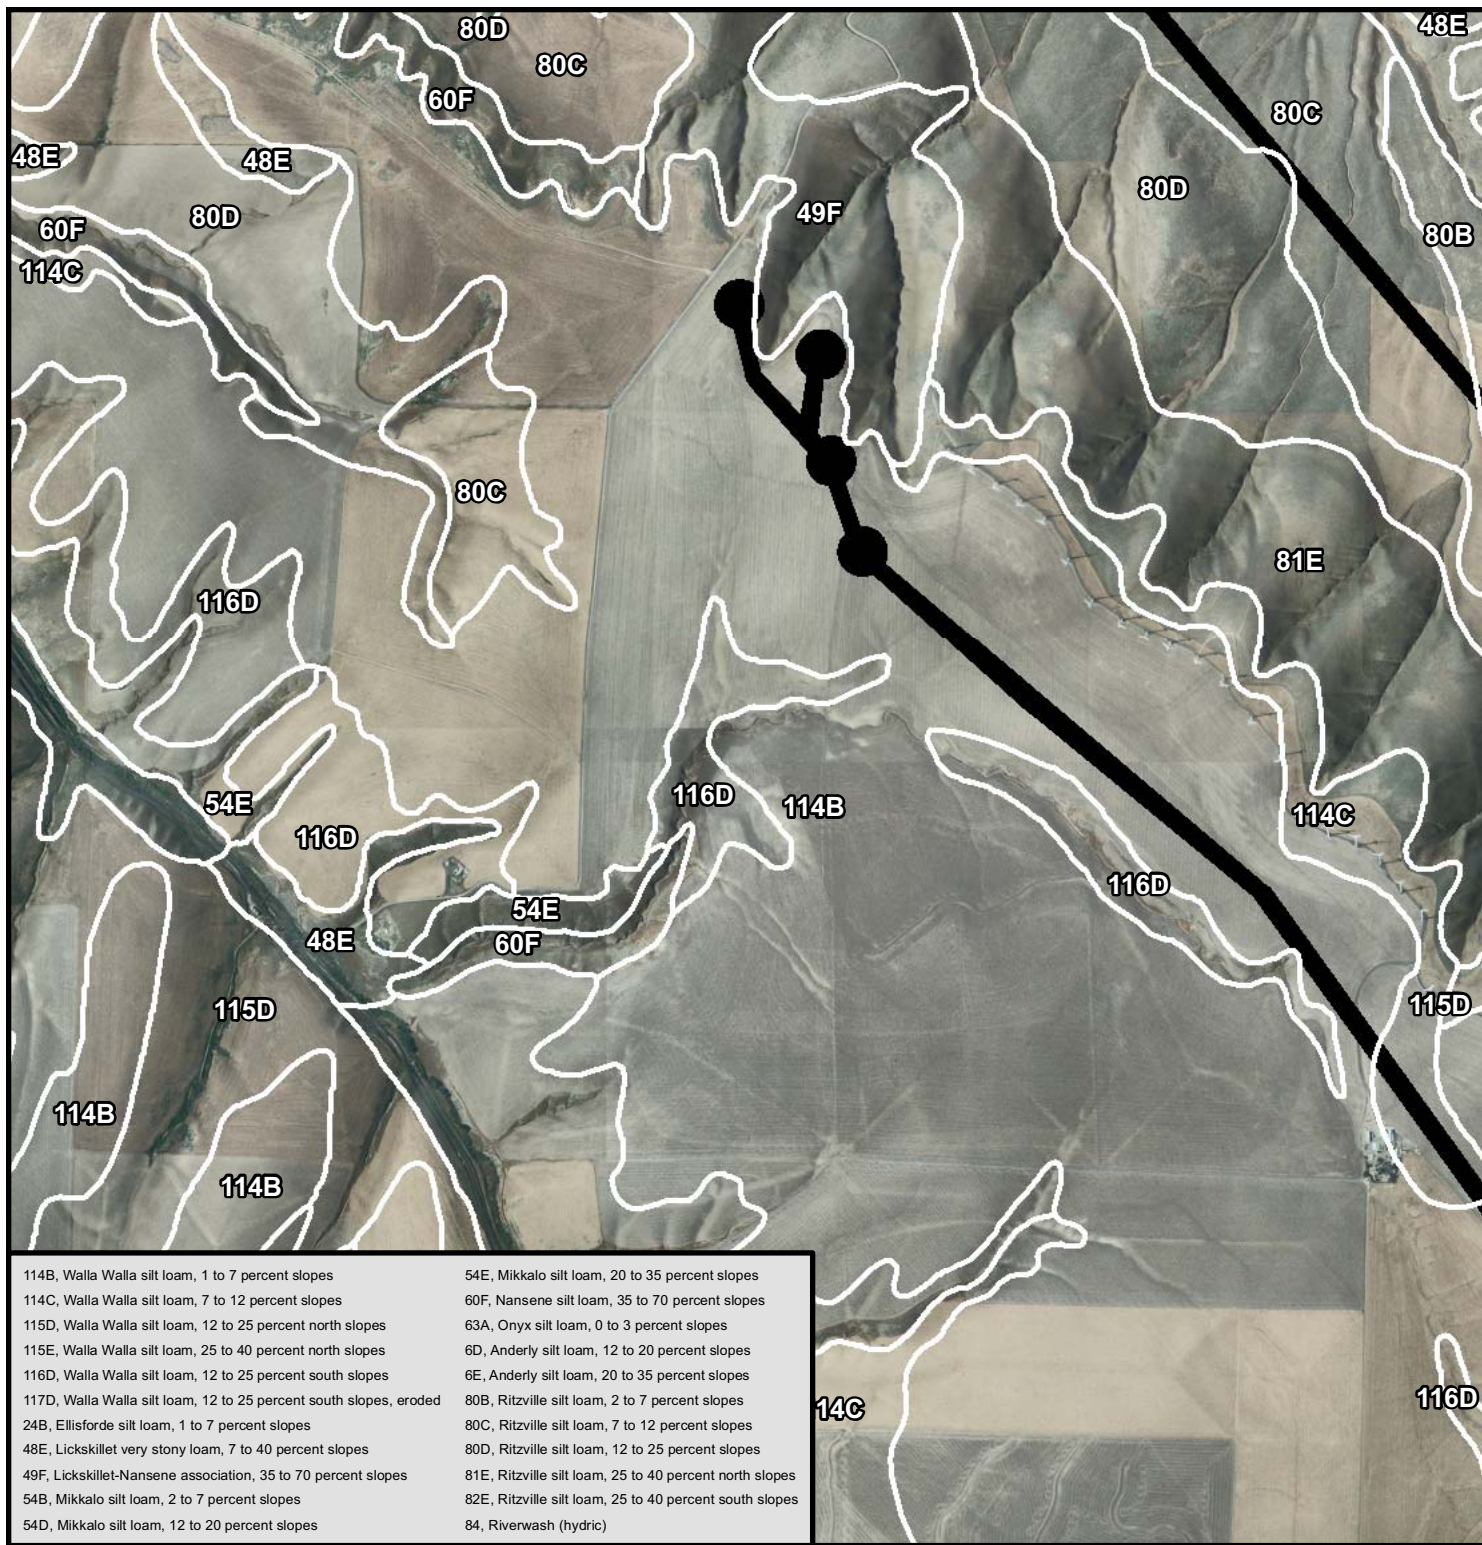 80D
48E
80C
60F
80C
48E
48E
80D
80D
49F
60F
80B
114C
80C
81E
116D
116D
114B
54E
114C
116D
116D
54E
48E
60F
115D
115D
114B
114B
14C
116D
114B, Walla Walla silt loam, 1 to 7 percent slopes
114C, Walla Walla silt loam, 7 to 12 percent slopes
115D, Walla Walla silt loam, 12 to 25 percent north slopes
115E, Walla Walla silt loam, 25 to 40 percent north slopes
116D, Walla Walla silt loam, 12 to 25 percent south slopes
117D, Walla Walla silt loam, 12 to 25 percent south slopes, eroded
24B, Ellisforde silt loam, 1 to 7 percent slopes
48E, Lickskillet very stony loam, 7 to 40 percent slopes
49F, Lickskillet-Nansene association, 35 to 70 percent slopes
54B, Mikkalo silt loam, 2 to 7 percent slopes
54D, Mikkalo silt loam, 12 to 20 percent slopes
54E, Mikkalo silt loam, 20 to 35 percent slopes
60F, Nansene silt loam, 35 to 70 percent slopes
63A, Onyx silt loam, 0 to 3 percent slopes
6D, Anderly silt loam, 12 to 20 percent slopes
6E, Anderly silt loam, 20 to 35 percent slopes
80B, Ritzville silt loam, 2 to 7 percent slopes
80C, Ritzville silt loam, 7 to 12 percent slopes
80D, Ritzville silt loam, 12 to 25 percent slopes
81E, Ritzville silt loam, 25 to 40 percent north slopes
82E, Ritzville silt loam, 25 to 40 percent south slopes
84, Riverwash (hydric)